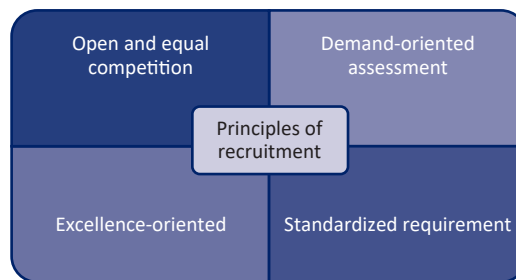 Open and equal
competition
Demand-oriented
assessment
Principles of
recruitment
Excellence-oriented
Standardized requirement